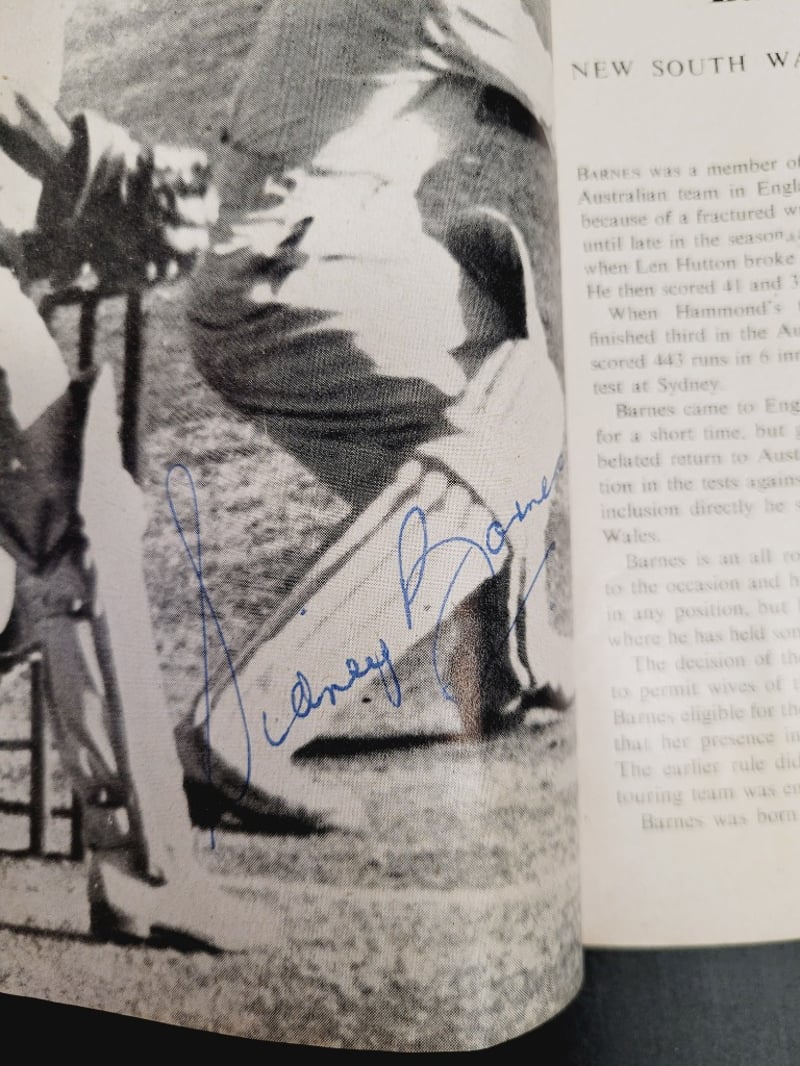 Sidney Barnes
NEW SOUTH WA
BARNES was a member of
Australian team in Engla
because of a fractured w
until late in the season
when Len Hutton broke
He then scored 41 and 3
When Hammond's
finished third in the Au
scored 443 runs in 6 inn
test at Sydney.
Barnes came to Eng
for a short time, but g
belated return to Aust
tion in the tests agains
inclusion directly he s
Wales.
Barnes is an all ro
to the occasion and h
in any position, but
where he has held som
The decision of th
to permit wives of t
Barnes eligible for the
that her presence in
The earlier rule did
touring team was en
Barnes was born